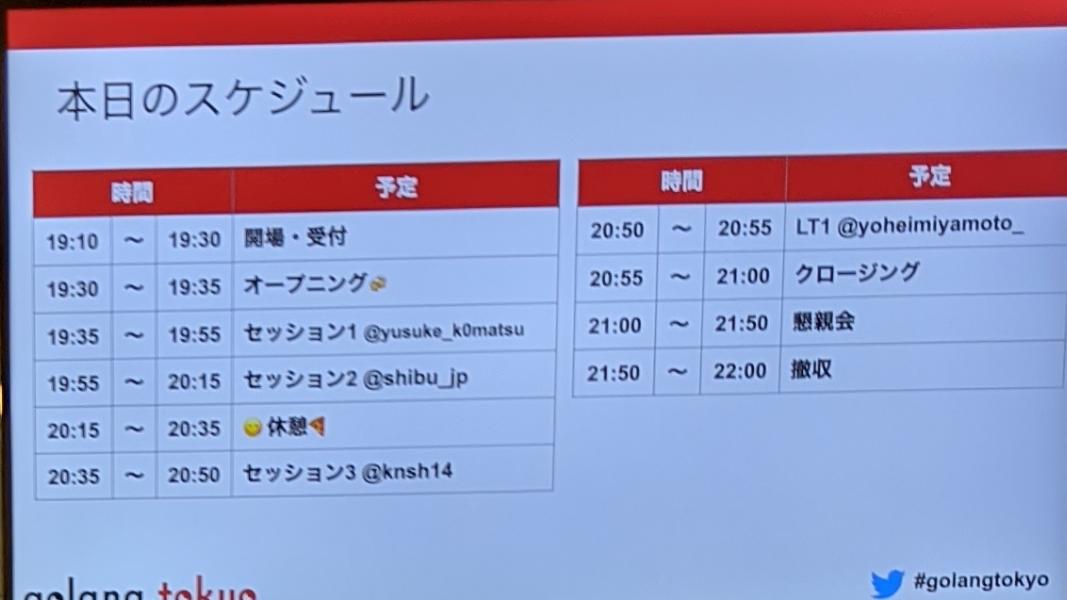 本日のスケジュール
時間 予定
19:10 〜 19:30 開場・受付
19:30 〜 19:35 オープニング
19:35 〜 19:55 セッション1 @yusuke_k0matsu
19:55 〜 20:15 セッション2 @shibu_jp
20:15 〜 20:35 😋休憩🍕
20:35 〜 20:50 セッション3 @knsh14
時間 予定
20:50 〜 20:55 LT1 @yoheimiyamoto_
20:55 〜 21:00 クロージング
21:00 〜 21:50 懇親会
21:50 〜 22:00 撤収
golang.tokyo
#golangtokyo